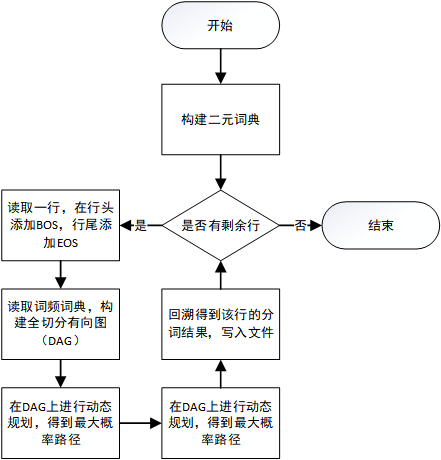 开始
构建二元词典
是否有剩余行
是
否
结束
读取一行，在行头
添加BOS，行尾添
加EOS
读取词频词典，构
建全切分有向图
（DAG）
在DAG上进行动态
规划，得到最大概
率路径
在DAG上进行动态
规划，得到最大概
率路径
回溯得到该行的分
词结果，写入文件